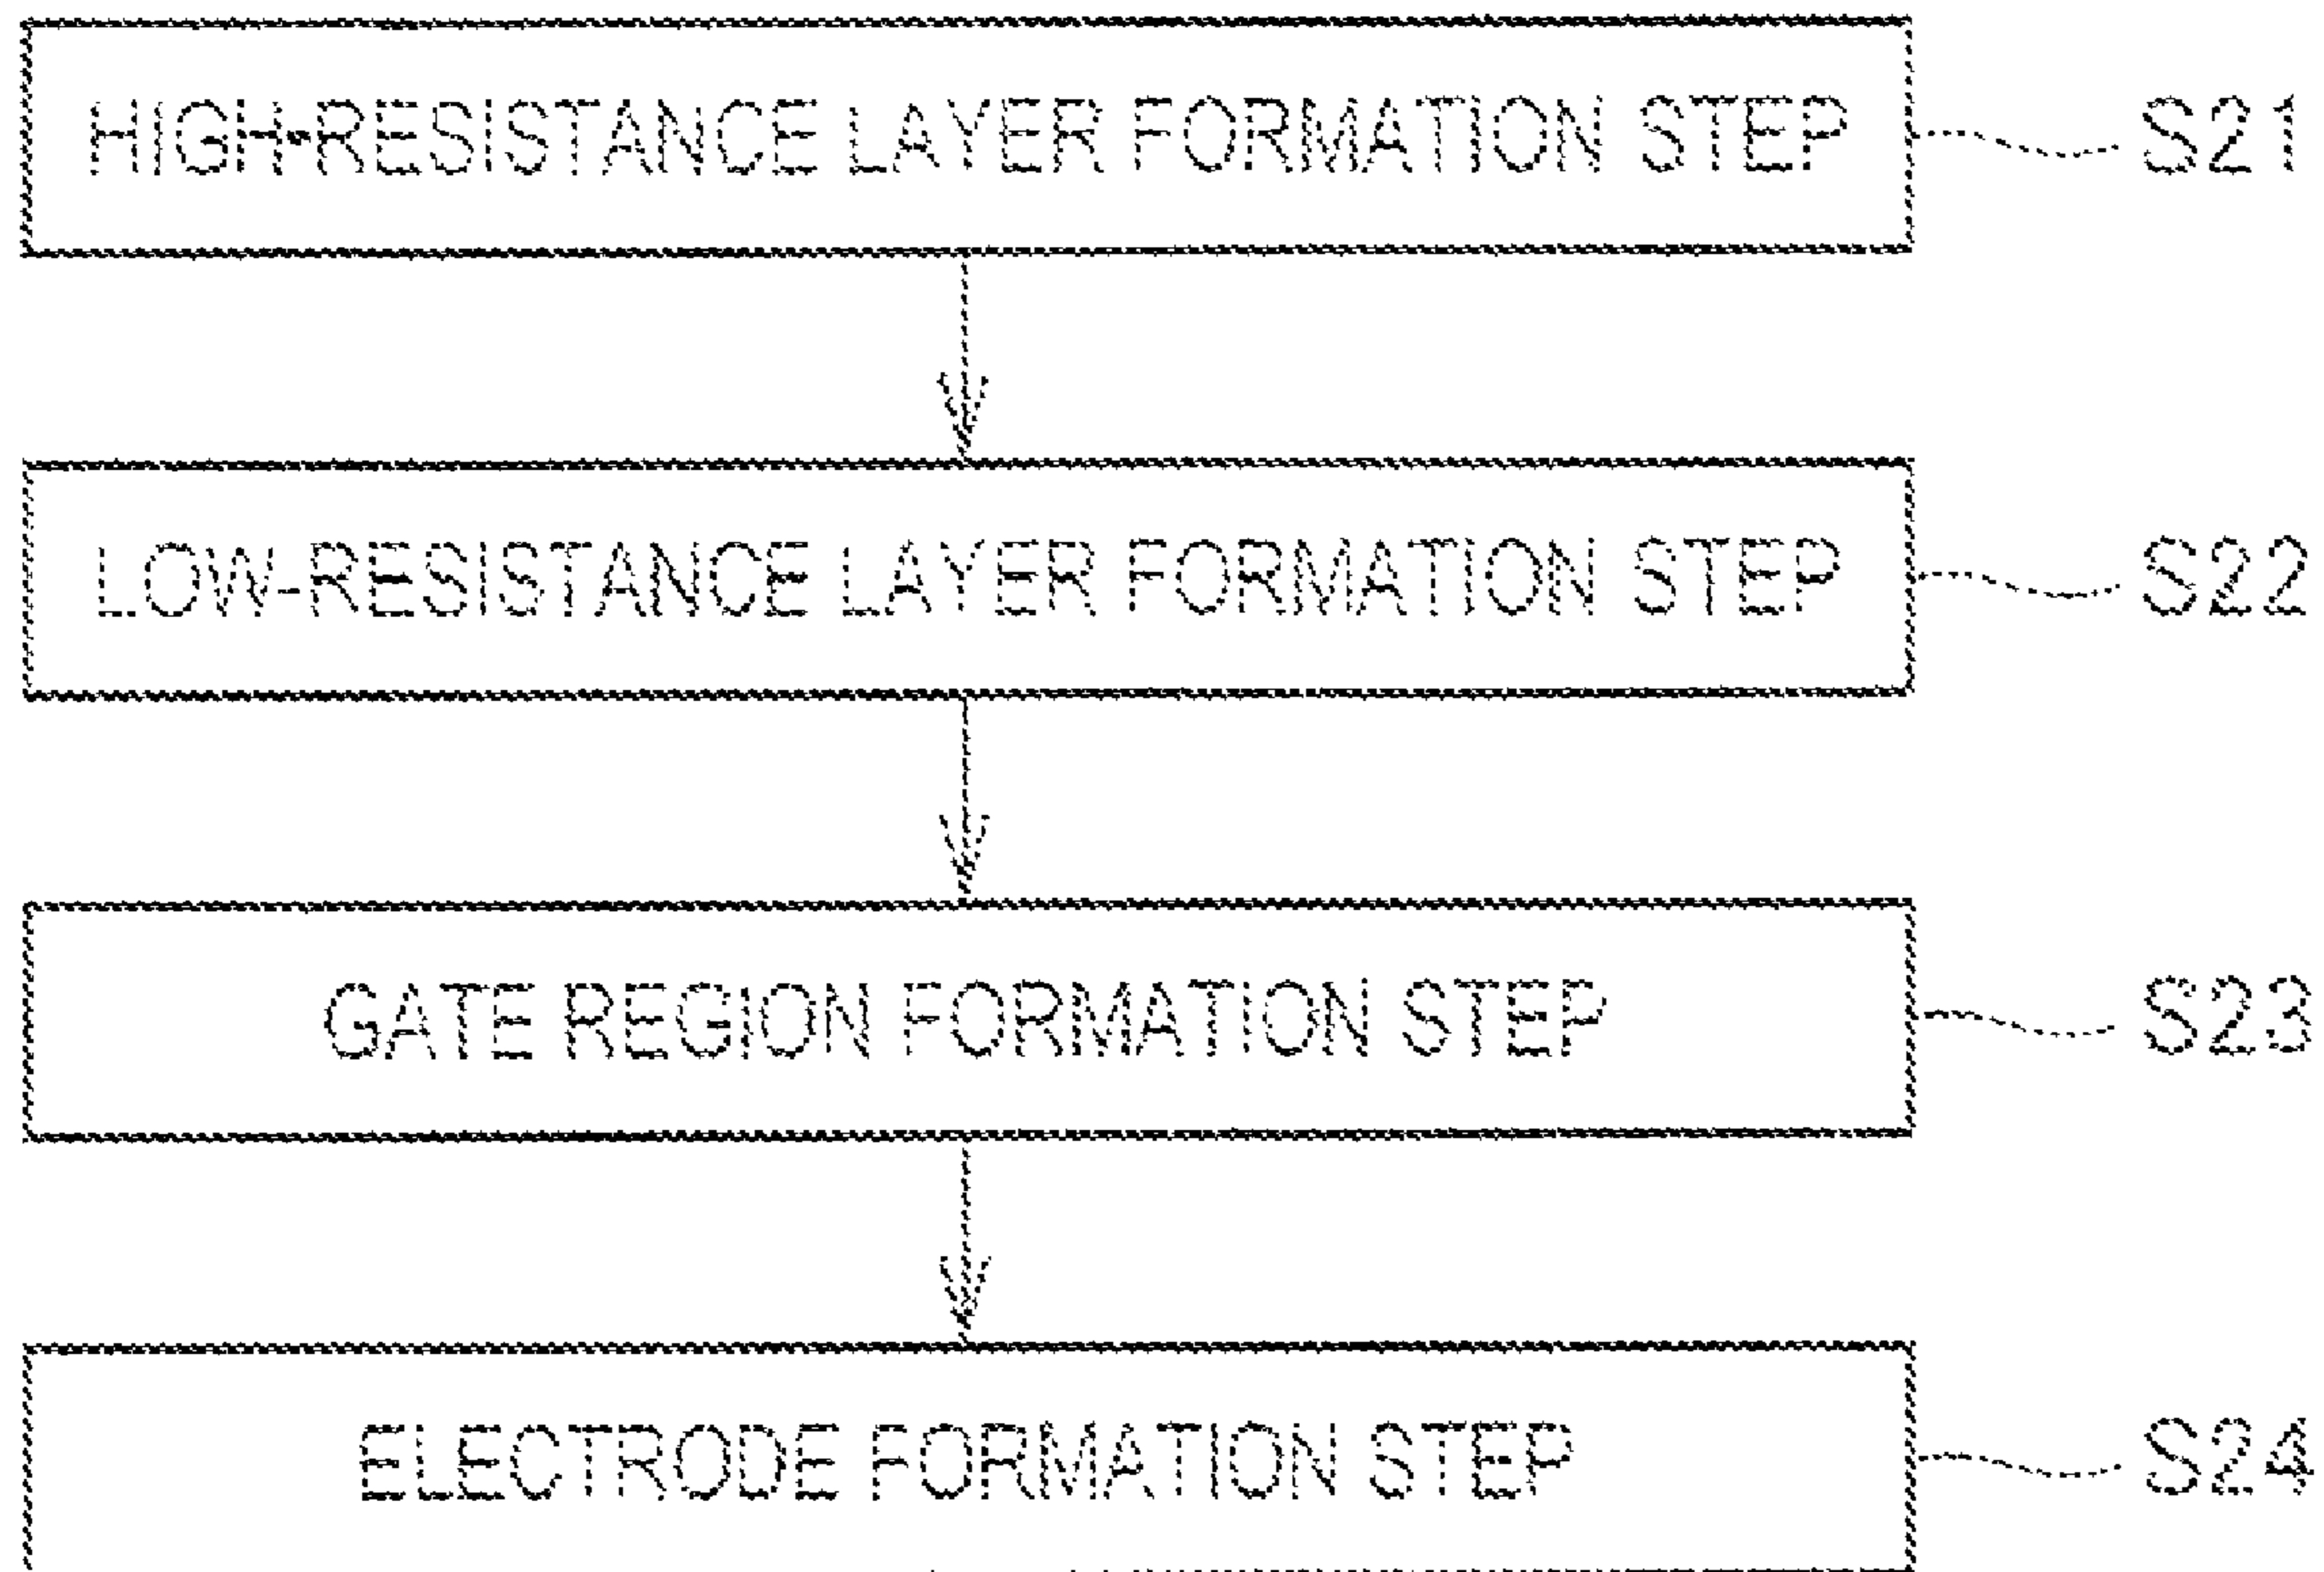 HIGH-RESISTANCE LAYER FORMATION STEP S21
LOW-RESISTANCE LAYER FORMATION STEP S22
GATE REGION FORMATION STEP S23
ELECTRODE FORMATION STEP S24